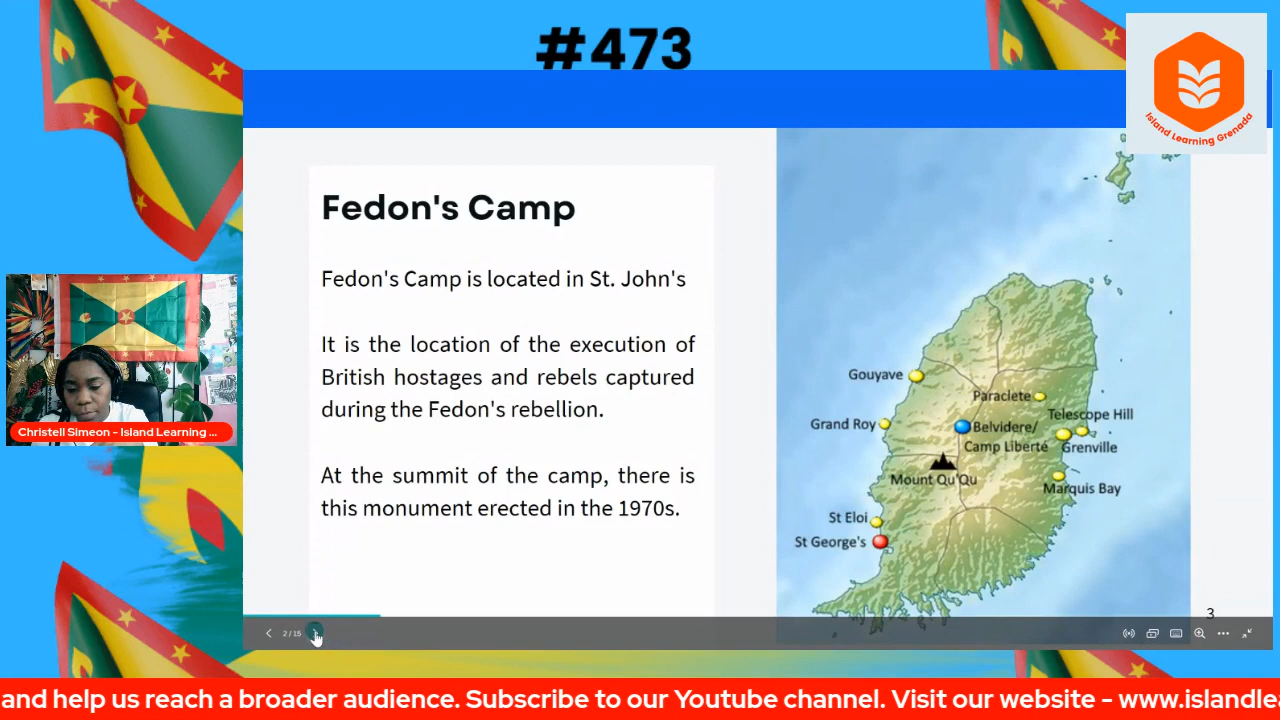 #473
Island Learning Grenada
Fedon's Camp
Fedon's Camp is located in St. John's
It is the location of the execution of
British hostages and rebels captured
during the Fedon's rebellion.
At the summit of the camp, there is
this monument erected in the 1970s.
Gouyave
Paraclete
Telescope Hill
Grand Roy
Belvidere/
Camp Liberté
Grenville
Mount Qu'Qu
Marquis Bay
St Eloi
St George's
Christell Simeon - Island Learning ...
3
2 / 15
and help us reach a broader audience. Subscribe to our Youtube channel. Visit our website - www.islandlea